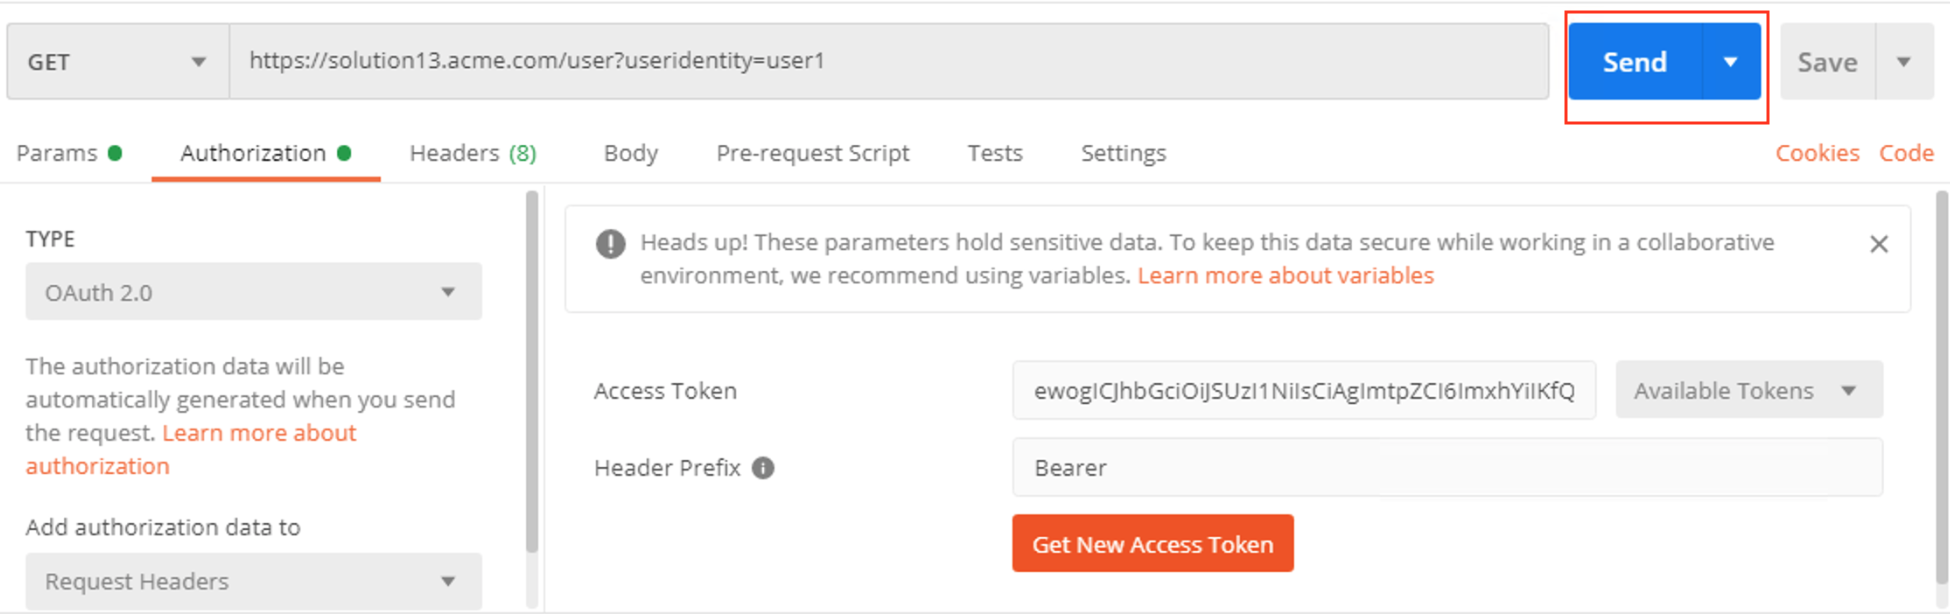 GET https://solution13.acme.com/user?useridentity=user1 Send Save
Params Authorization Headers (8) Body Pre-request Script Tests Settings Cookies Code
TYPE
OAuth 2.0
The authorization data will be
automatically generated when you send
the request. Learn more about
authorization
Add authorization data to
Request Headers
Heads up! These parameters hold sensitive data. To keep this data secure while working in a collaborative
environment, we recommend using variables. Learn more about variables
Access Token ewogICJhbGciOiJSUzI1NiIsCiAgImtpZCI6ImxhYiIKfQ Available Tokens
Header Prefix Bearer
Get New Access Token